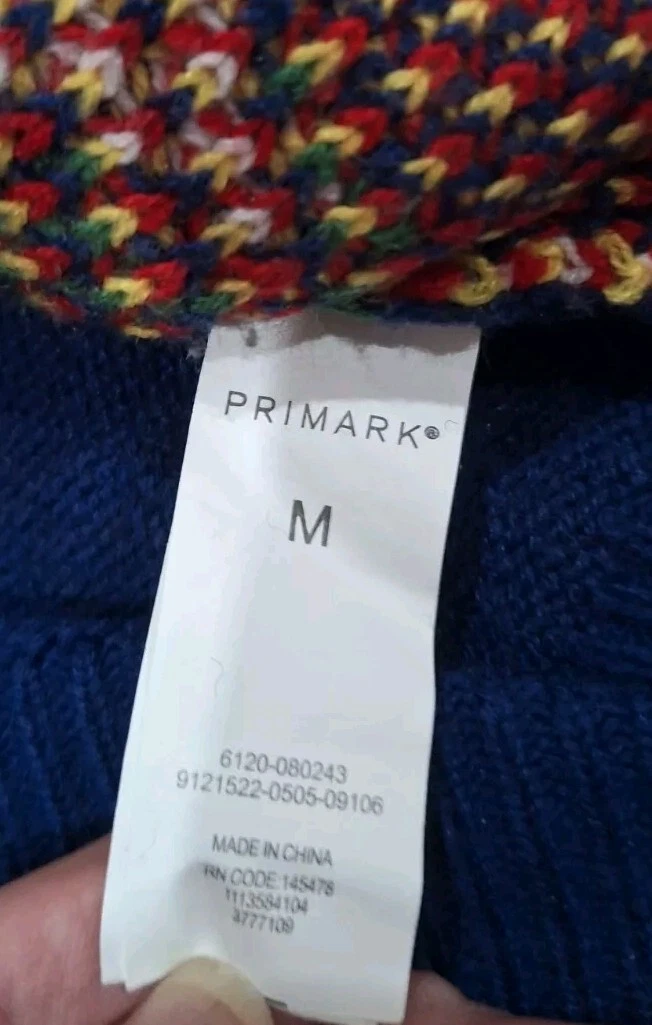 PRIMARK®
M
6120-080243
9121522-0505-09106
MADE IN CHINA
RN CODE:145478
1113584104
3777109